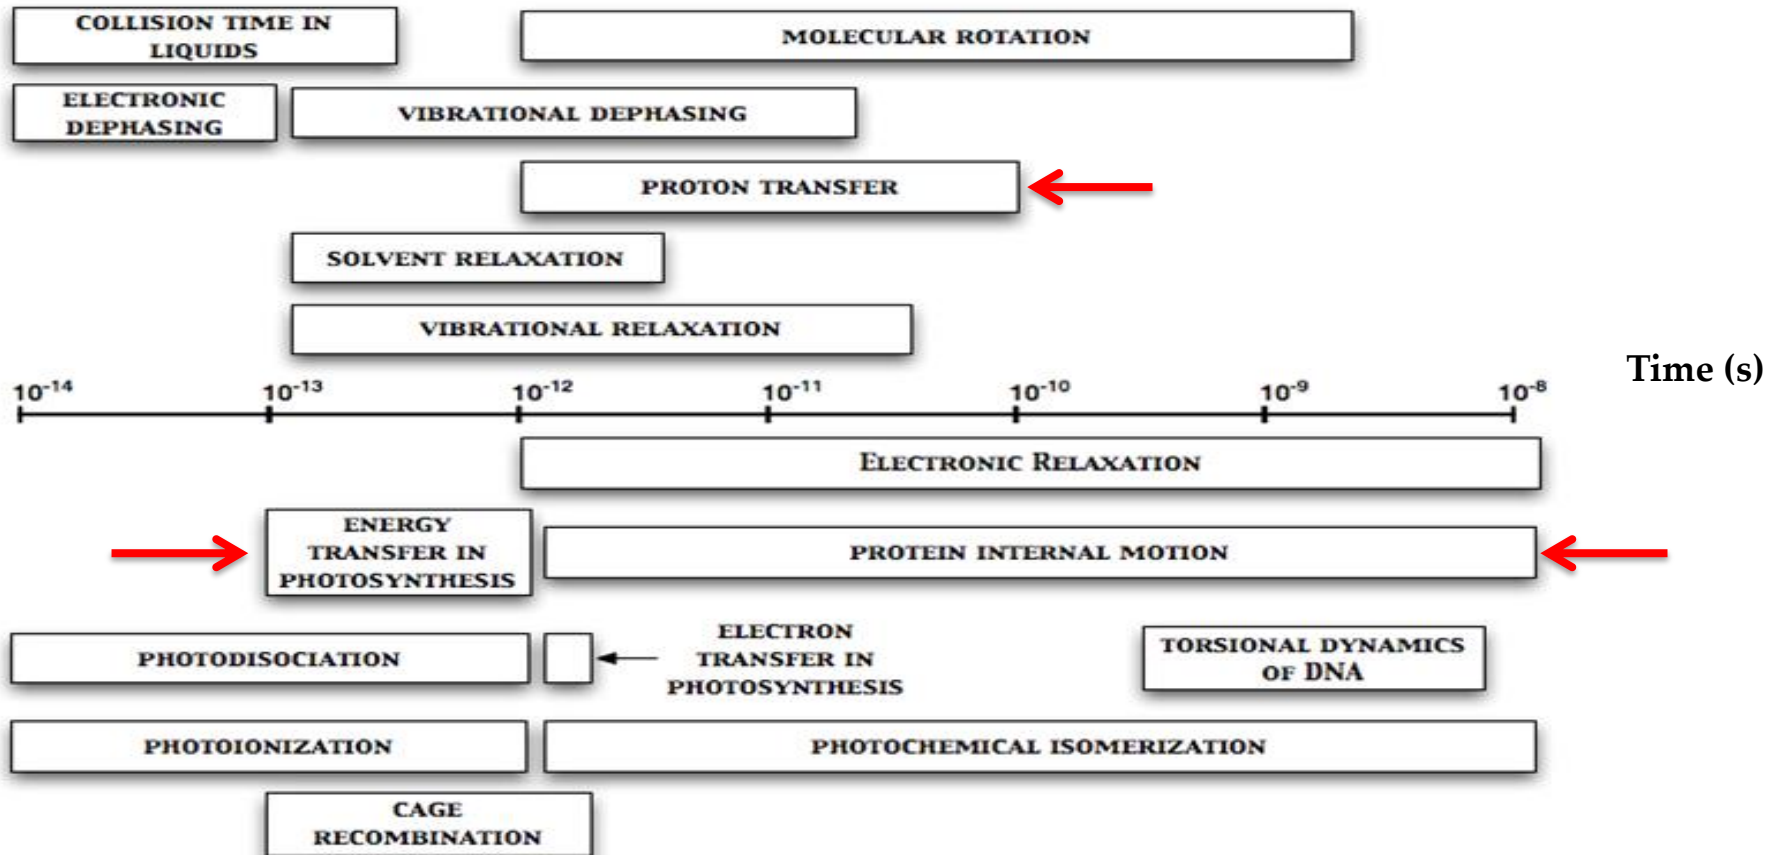 COLLISION TIME IN
LIQUIDS
MOLECULAR ROTATION
ELECTRONIC
DEPHASING
VIBRATIONAL DEPHASING
PROTON TRANSFER
SOLVENT RELAXATION
VIBRATIONAL RELAXATION
Time (s)
10⁻¹⁴ 10⁻¹³ 10⁻¹² 10⁻¹¹ 10⁻¹⁰ 10⁻⁹ 10⁻⁸
ELECTRONIC RELAXATION
ENERGY
TRANSFER IN
PHOTOSYNTHESIS
PROTEIN INTERNAL MOTION
PHOTODISOCIATION
ELECTRON
TRANSFER IN
PHOTOSYNTHESIS
TORSIONAL DYNAMICS
OF DNA
PHOTOIONIZATION
PHOTOCHEMICAL ISOMERIZATION
CAGE
RECOMBINATION